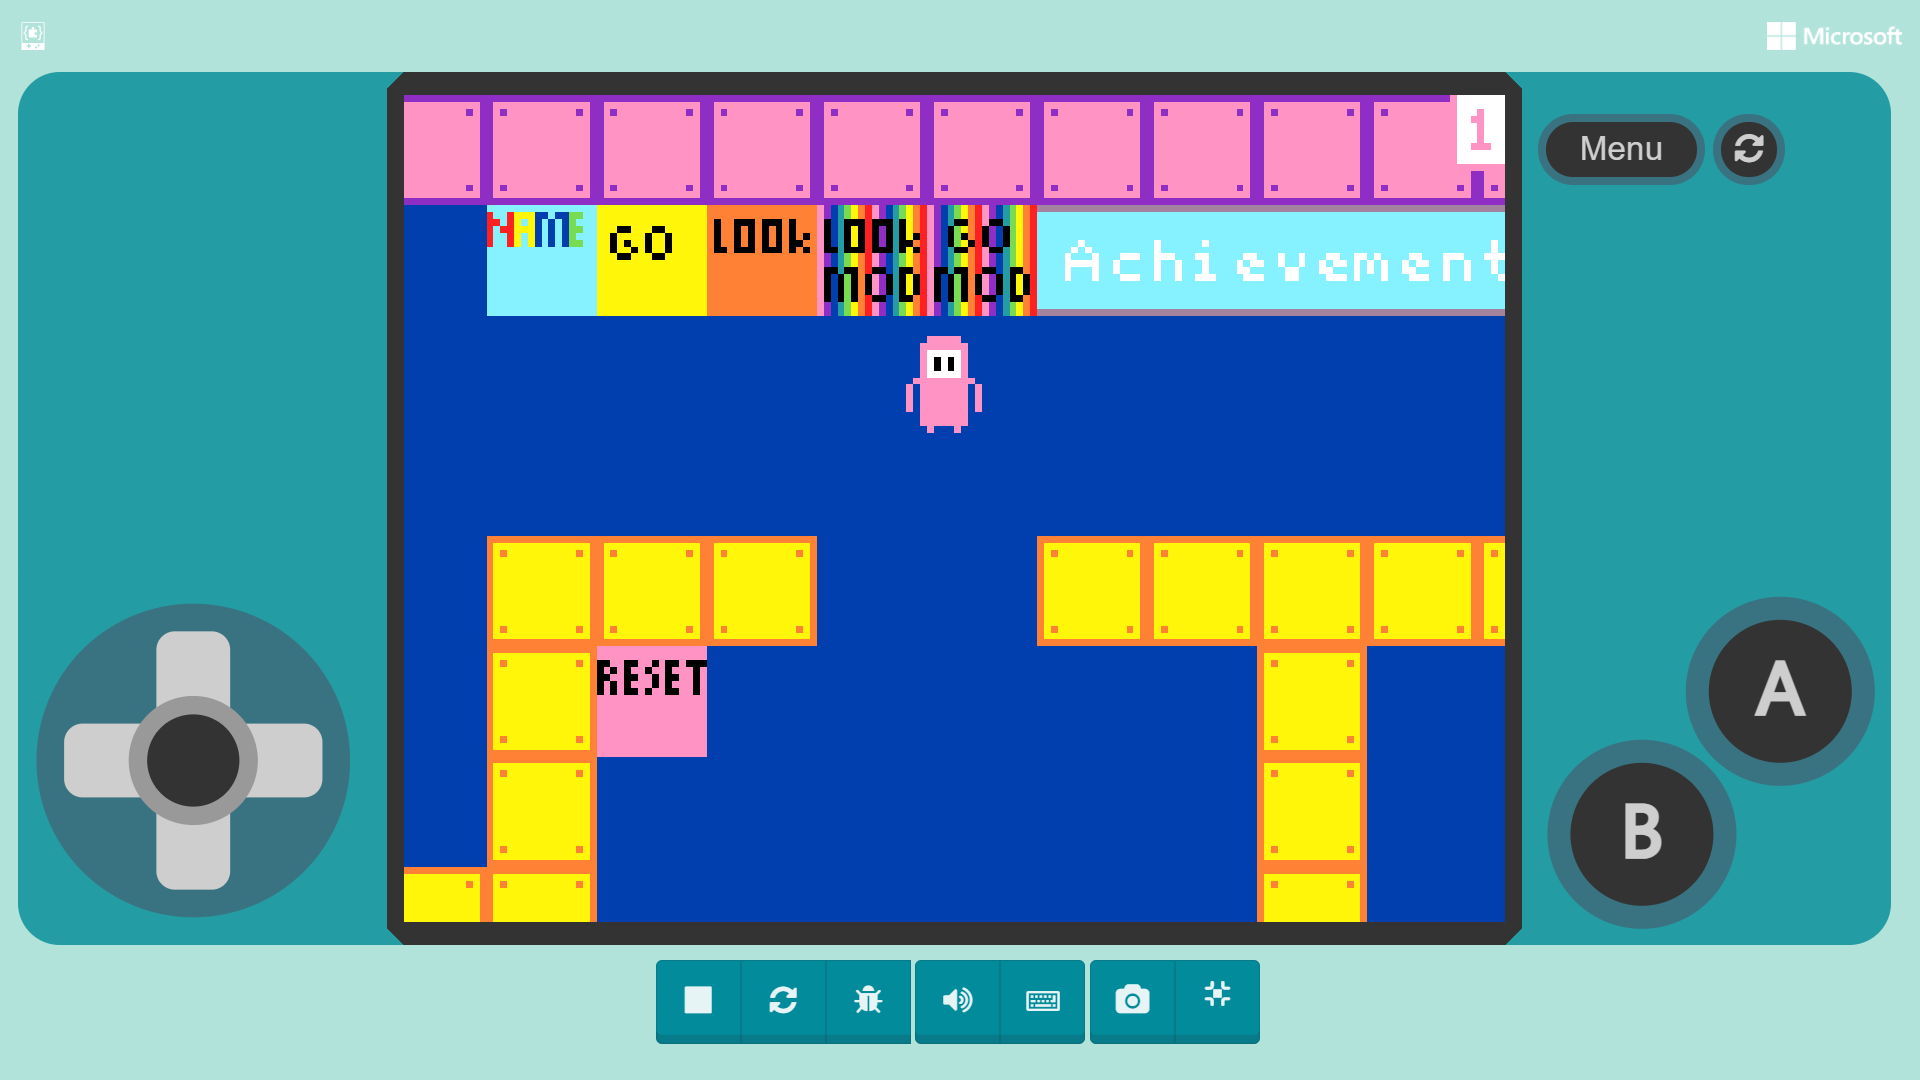 Microsoft
Menu
1
NAME GO LOOK LOOK MOD GO MOD Achievement
RESET
A
B